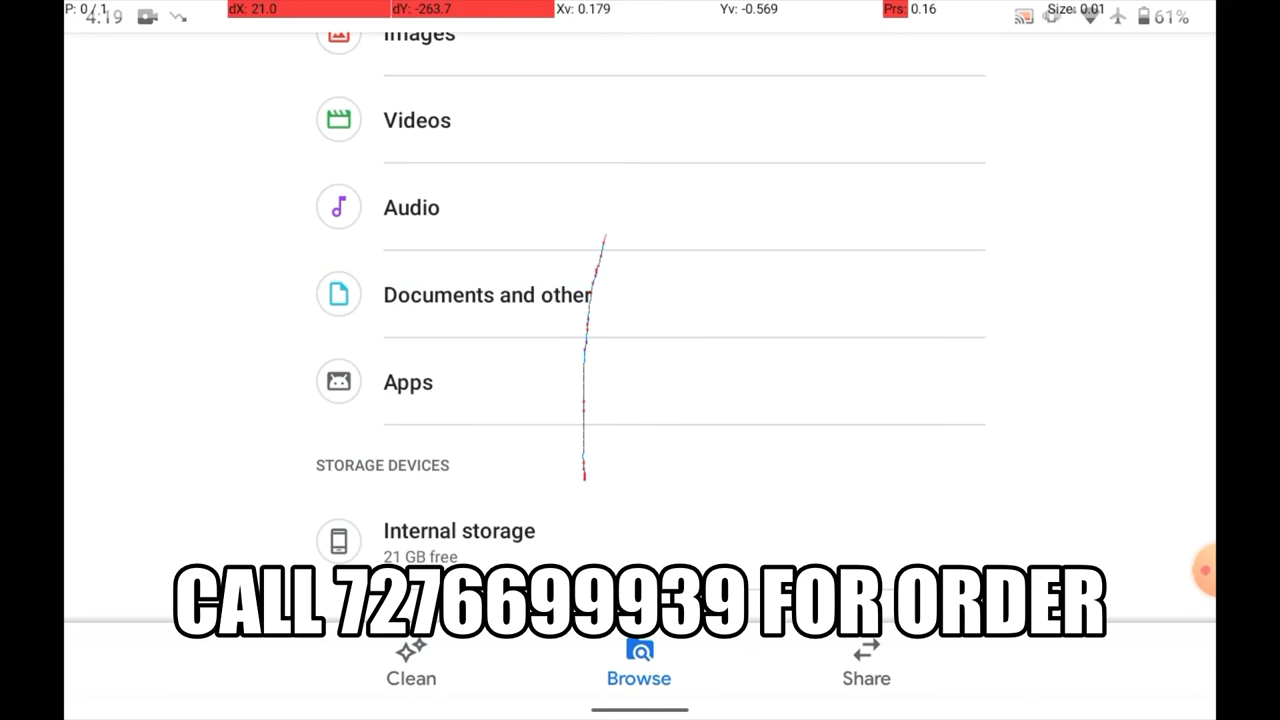 P: 0 / 1 dX: 21.0 dY: -263.7 Xv: 0.179 Yv: -0.569 Prs: 0.16 Size: 0.01
4:19 61%
Images
Videos
Audio
Documents and other
Apps
STORAGE DEVICES
Internal storage
21 GB free
CALL 7276699939 FOR ORDER
Clean Browse Share